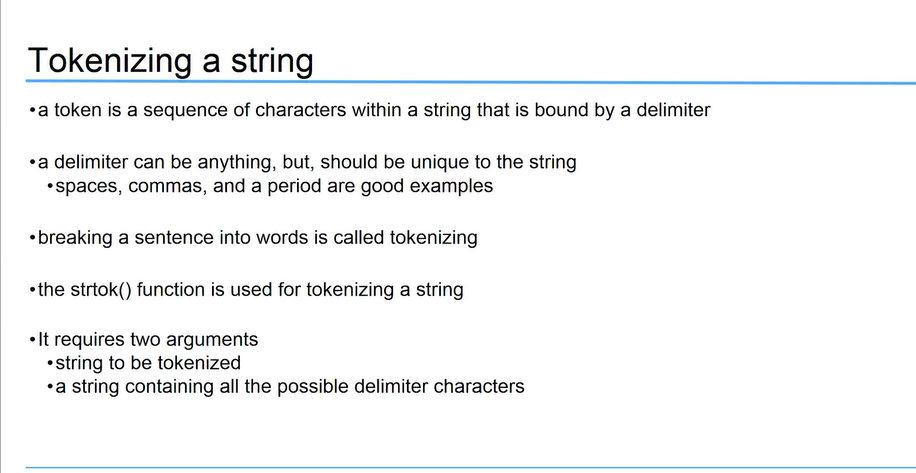 Tokenizing a string
•a token is a sequence of characters within a string that is bound by a delimiter
•a delimiter can be anything, but, should be unique to the string
•spaces, commas, and a period are good examples
•breaking a sentence into words is called tokenizing
•the strtok() function is used for tokenizing a string
•It requires two arguments
•string to be tokenized
•a string containing all the possible delimiter characters